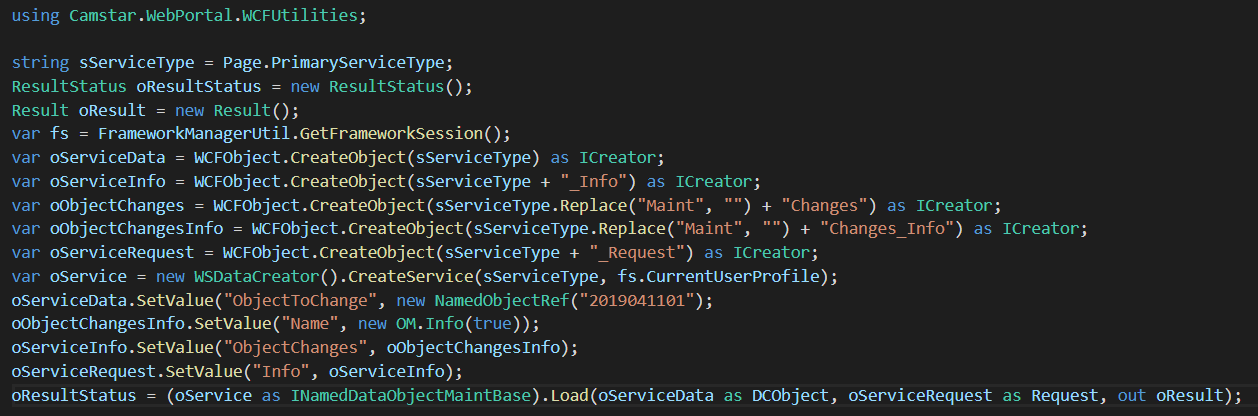 using Camstar.WebPortal.WCFUtilities;
string sServiceType = Page.PrimaryServiceType;
ResultStatus oResultStatus = new ResultStatus();
Result oResult = new Result();
var fs = FrameworkManagerUtil.GetFrameworkSession();
var oServiceData = WCFObject.CreateObject(sServiceType) as ICreator;
var oServiceInfo = WCFObject.CreateObject(sServiceType + "_Info") as ICreator;
var oObjectChanges = WCFObject.CreateObject(sServiceType.Replace("Maint", "") + "Changes") as ICreator;
var oObjectChangesInfo = WCFObject.CreateObject(sServiceType.Replace("Maint", "") + "Changes_Info") as ICreator;
var oServiceRequest = WCFObject.CreateObject(sServiceType + "_Request") as ICreator;
var oService = new WSDataCreator().CreateService(sServiceType, fs.CurrentUserProfile);
oServiceData.SetValue("ObjectToChange", new NamedObjectRef("2019041101");
oObjectChangesInfo.SetValue("Name", new OM.Info(true));
oServiceInfo.SetValue("ObjectChanges", oObjectChangesInfo);
oServiceRequest.SetValue("Info", oServiceInfo);
oResultStatus = (oService as INamedDataObjectMaintBase).Load(oServiceData as DCObject, oServiceRequest as Request, out oResult);